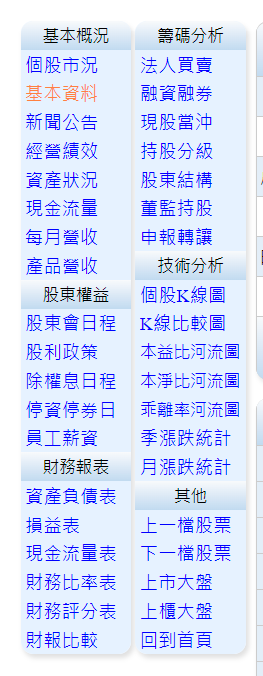 基本概況
個股市況
基本資料
新聞公告
經營績效
資產狀況
現金流量
每月營收
產品營收
股東權益
股東會日程
股利政策
除權息日程
停資停券日
員工薪資
財務報表
資產負債表
損益表
現金流量表
財務比率表
財務評分表
財報比較
籌碼分析
法人買賣
融資融券
現股當沖
持股分級
股東結構
董監持股
申報轉讓
技術分析
個股K線圖
K線比較圖
本益比河流圖
本淨比河流圖
乖離率河流圖
季漲跌統計
月漲跌統計
其他
上一檔股票
下一檔股票
上市大盤
上櫃大盤
回到首頁